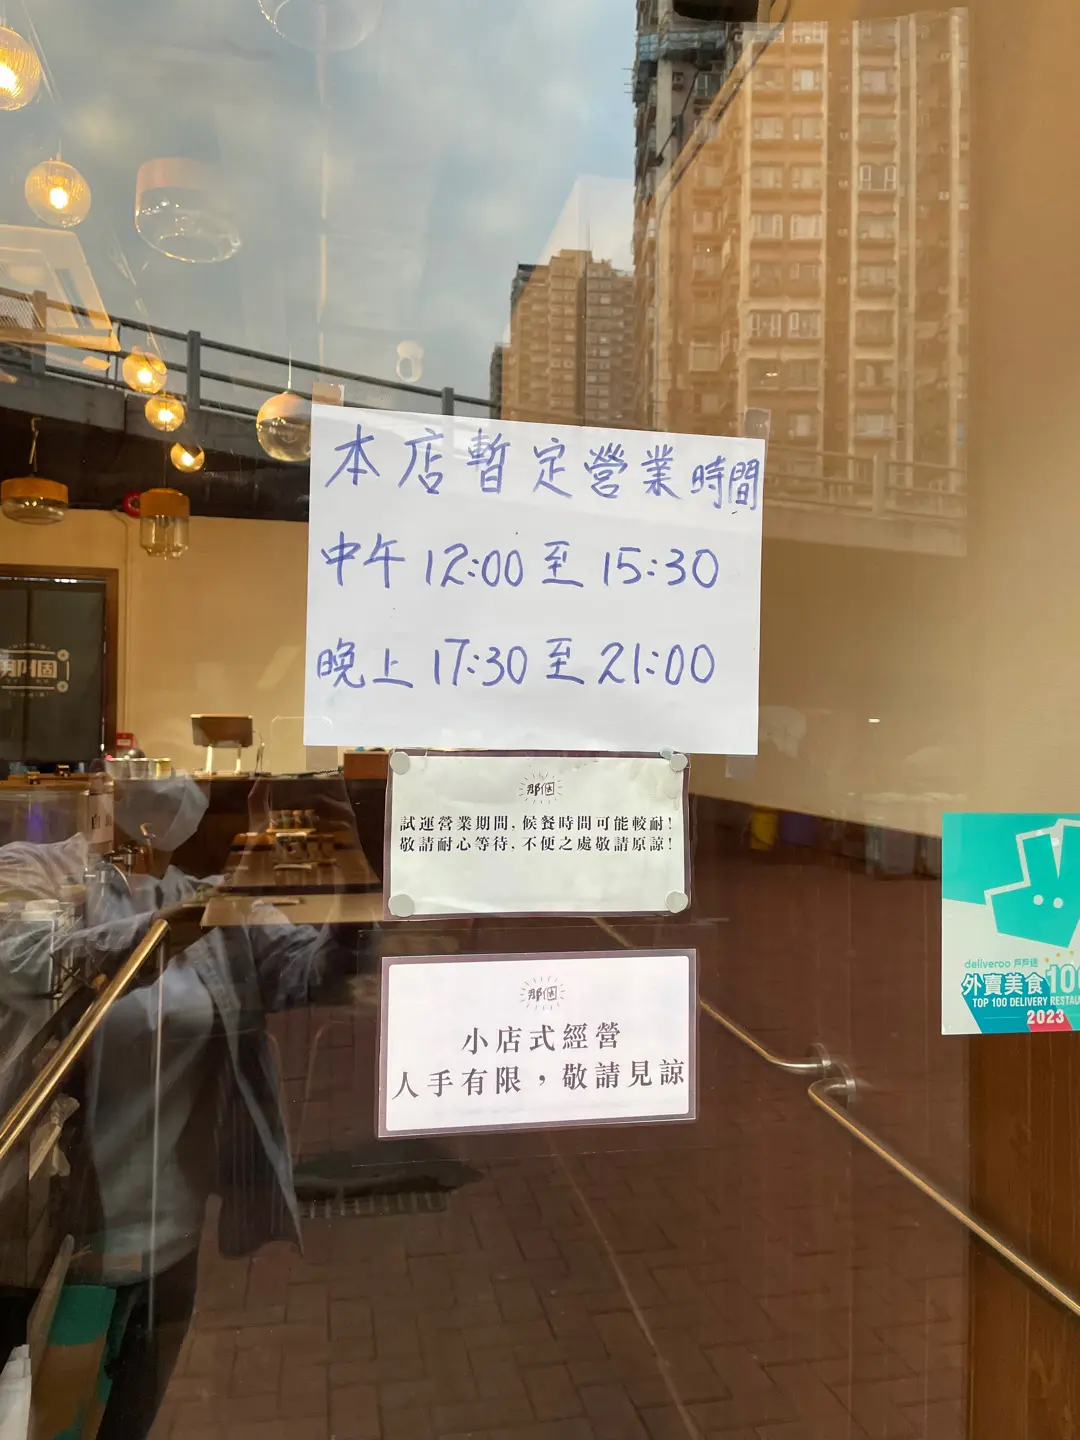 本店暫定營業時間
中午 12:00 至 15:30
晚上 17:30 至 21:00
那個
試運營業期間，候餐時間可能較耐！
敬請耐心等待，不便之處敬請原諒！
那個
小店式經營
人手有限，敬請見諒
那個
deliveroo 戶戶送
外賣美食100
TOP 100 DELIVERY
2023